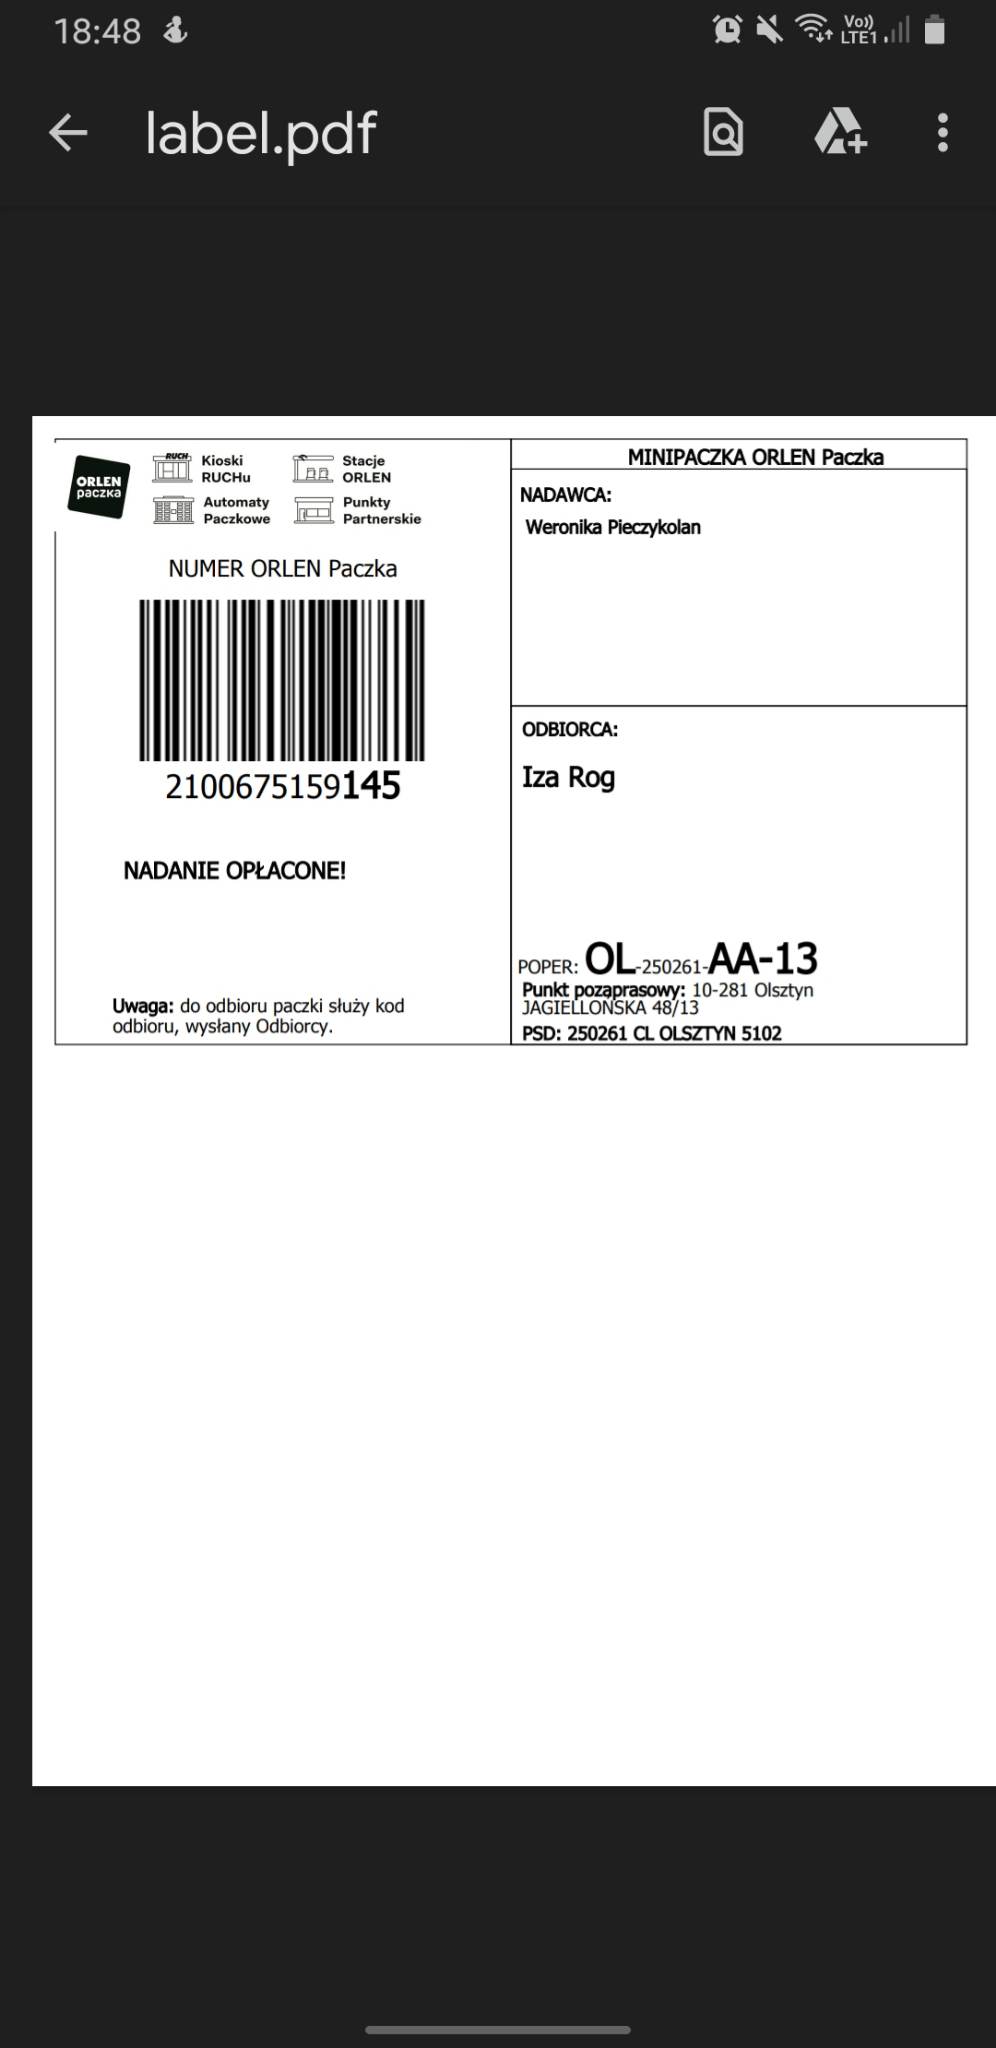 18:48
Vo))
LTE1
label.pdf
ORLEN
paczka
RUCH
Kioski
RUCHu
Stacje
ORLEN
Automaty
Paczkowe
Punkty
Partnerskie
NUMER ORLEN Paczka
2100675159145
NADANIE OPŁACONE!
Uwaga: do odbioru paczki służy kod
odbioru, wysłany Odbiorcy.
MINIPACZKA ORLEN Paczka
NADAWCA:
Weronika Pieczykolan
ODBIORCA:
Iza Rog
POPER: OL-250261-AA-13
Punkt pozaprasowy: 10-281 Olsztyn
JAGIELLOŃSKA 48/13
PSD: 250261 CL OLSZTYN 5102